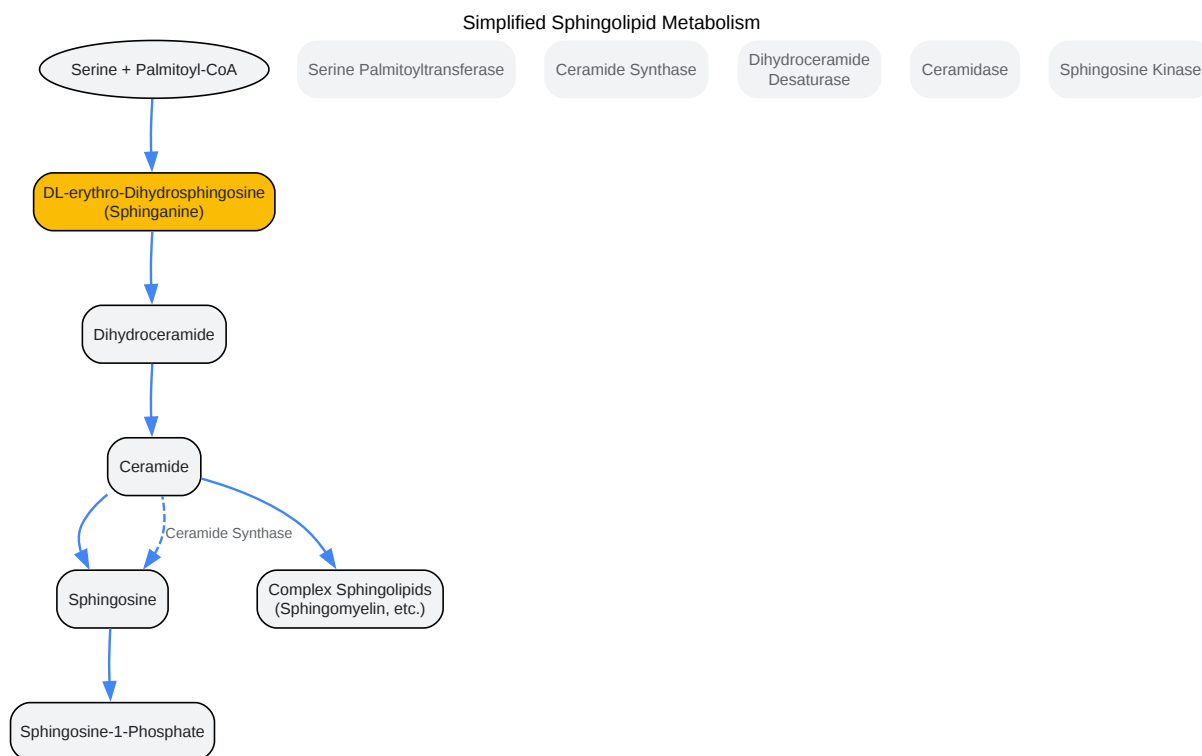 Simplified Sphingolipid Metabolism
Serine + Palmitoyl-CoA
Serine Palmitoyltransferase
Ceramide Synthase
Dihydroceramide
Desaturase
Ceramidase
Sphingosine Kinase
DL-erythro-Dihydrosphingosine
(Sphinganine)
Dihydroceramide
Ceramide
Ceramide Synthase
Sphingosine
Complex Sphingolipids
(Sphingomyelin, etc.)
Sphingosine-1-Phosphate